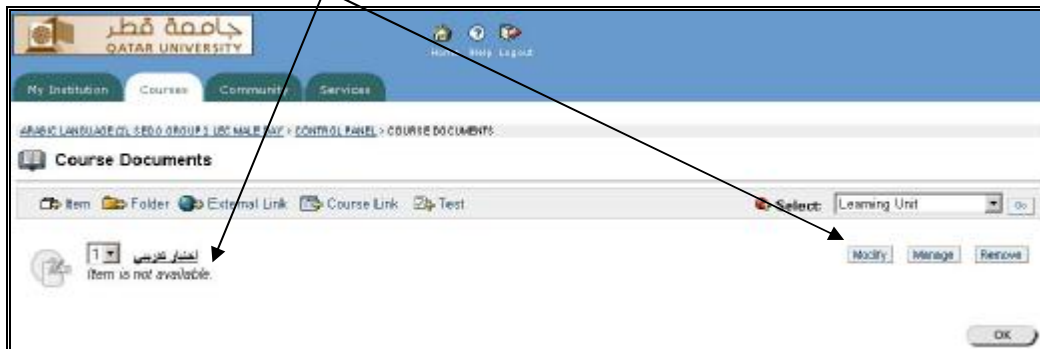 جامعة قطر
QATAR UNIVERSITY
Home Help Logout
My Institution Courses Community Services
CONTROL PANEL > COURSE DOCUMENTS
Course Documents
Item Folder External Link Course Link Test Select: Learning Unit Go
1 اختبار تدريبي
Item is not available.
Modify Manage Remove
OK